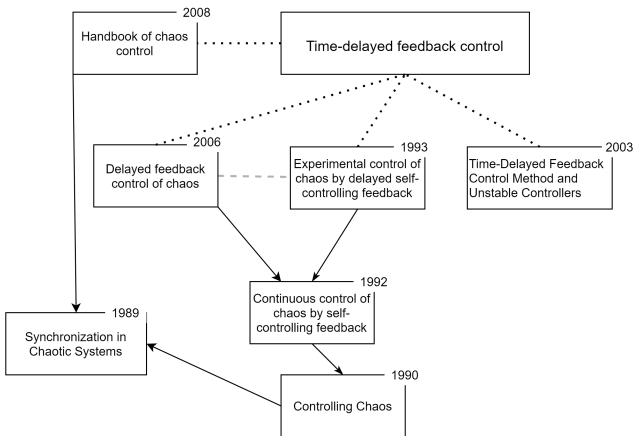 2008
Handbook of chaos
control
Time-delayed feedback control
2006
Delayed feedback
control of chaos
1993
Experimental control of
chaos by delayed self-
controlling feedback
2003
Time-Delayed Feedback
Control Method and
Unstable Controllers
1992
Continuous control of
chaos by self-
controlling feedback
1989
Synchronization in
Chaotic Systems
1990
Controlling Chaos